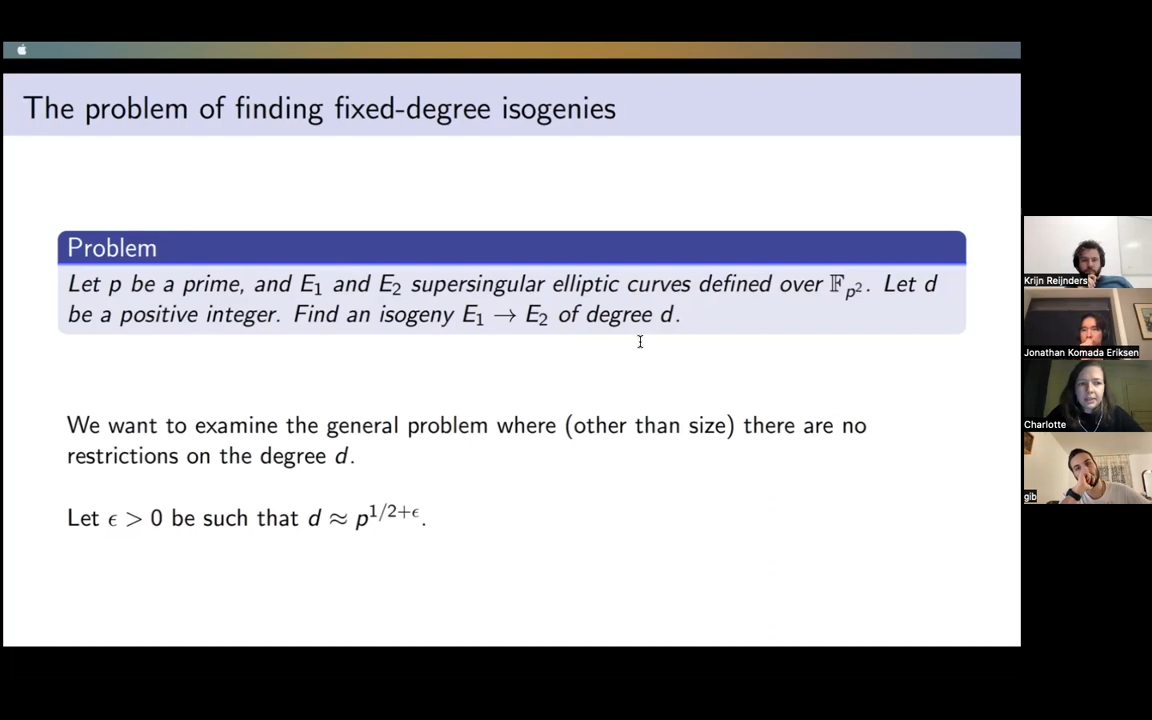 The problem of finding fixed-degree isogenies
Problem
Let p be a prime, and E₁ and E₂ supersingular elliptic curves defined over 𝔽ₚ². Let d
be a positive integer. Find an isogeny E₁ → E₂ of degree d.
We want to examine the general problem where (other than size) there are no
restrictions on the degree d.
Let ϵ > 0 be such that d ≈ p^{1/2+ϵ}.
Krijn Reijnders
Jonathan Komada Eriksen
Charlotte
gib